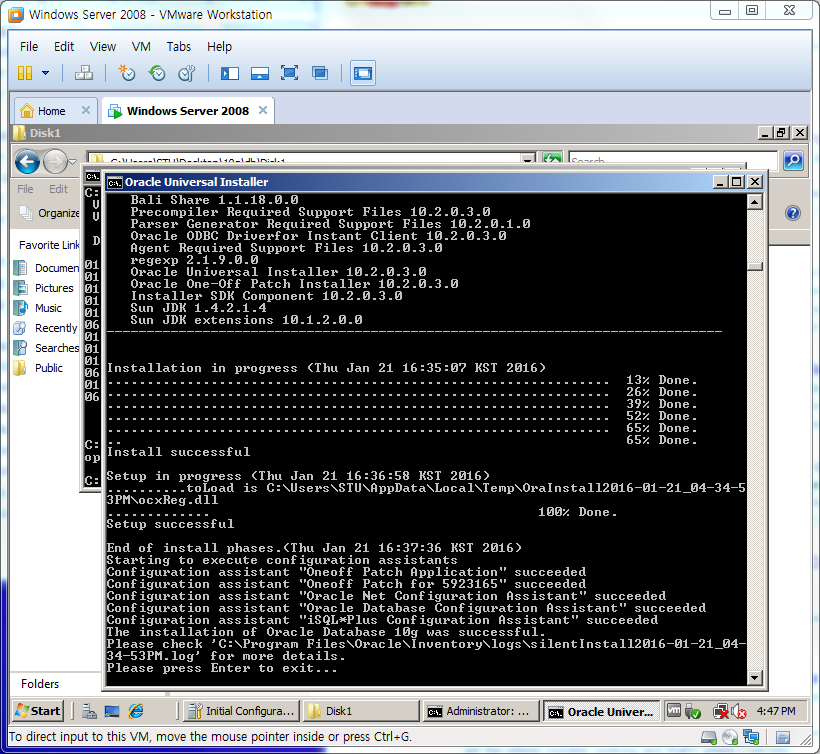 Windows Server 2008 - VMware Workstation
File Edit View VM Tabs Help
Home
Windows Server 2008
Disk1
C:\Users\STU\Desktop\10g\db\Disk1
Search
File Edit
Organize
Favorite Link
Documen
Pictures
Music
Recently
Searches
Public
Folders
Oracle Universal Installer
Bali Share 1.1.18.0.0
Precompiler Required Support Files 10.2.0.3.0
Parser Generator Required Support Files 10.2.0.1.0
Oracle ODBC Driverfor Instant Client 10.2.0.3.0
Agent Required Support Files 10.2.0.3.0
regexp 2.1.9.0.0
Oracle Universal Installer 10.2.0.3.0
Oracle One-Off Patch Installer 10.2.0.3.0
Installer SDK Component 10.2.0.3.0
Sun JDK 1.4.2.1.4
Sun JDK extensions 10.1.2.0.0
-----------------------------------------------------------------------------
Installation in progress (Thu Jan 21 16:35:07 KST 2016)
............................................................... 13% Done.
............................................................... 26% Done.
............................................................... 39% Done.
............................................................... 52% Done.
............................................................... 65% Done.
.. 65% Done.
Install successful
Setup in progress (Thu Jan 21 16:36:58 KST 2016)
..........toLoad is C:\Users\STU\AppData\Local\Temp\OraInstall2016-01-21_04-34-5
3PM\ocxReg.dll
............. 100% Done.
Setup successful
End of install phases.(Thu Jan 21 16:37:36 KST 2016)
Starting to execute configuration assistants
Configuration assistant "Oneoff Patch Application" succeeded
Configuration assistant "Oneoff Patch for 5923165" succeeded
Configuration assistant "Oracle Net Configuration Assistant" succeeded
Configuration assistant "Oracle Database Configuration Assistant" succeeded
Configuration assistant "iSQL*Plus Configuration Assistant" succeeded
The installation of Oracle Database 10g was successful.
Please check 'C:\Program Files\Oracle\Inventory\logs\silentInstall2016-01-21_04-
34-53PM.log' for more details.
Please press Enter to exit...
Start
Initial Configura...
Disk1
Administrator: ...
Oracle Univer...
4:47 PM
To direct input to this VM, move the mouse pointer inside or press Ctrl+G.